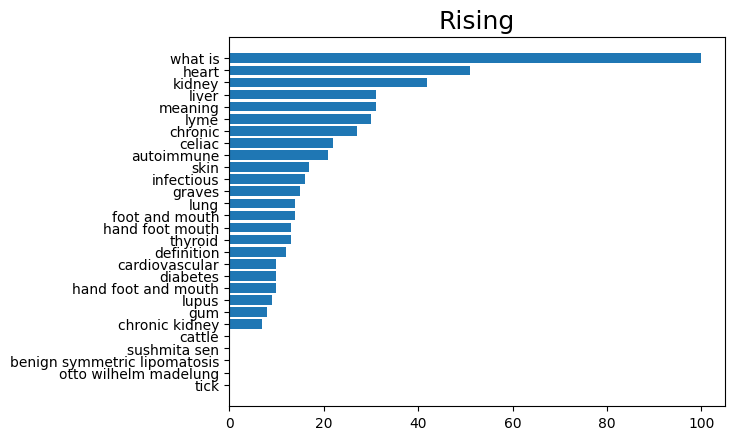 Rising
what is
heart
kidney
liver
meaning
lyme
chronic
celiac
autoimmune
skin
infectious
graves
lung
foot and mouth
hand foot mouth
thyroid
definition
cardiovascular
diabetes
hand foot and mouth
lupus
gum
chronic kidney
cattle
sushmita sen
benign symmetric lipomatosis
otto wilhelm madelung
tick
0 20 40 60 80 100